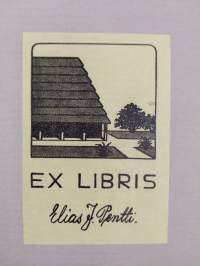 EX LIBRIS
Elias J. Pentti.